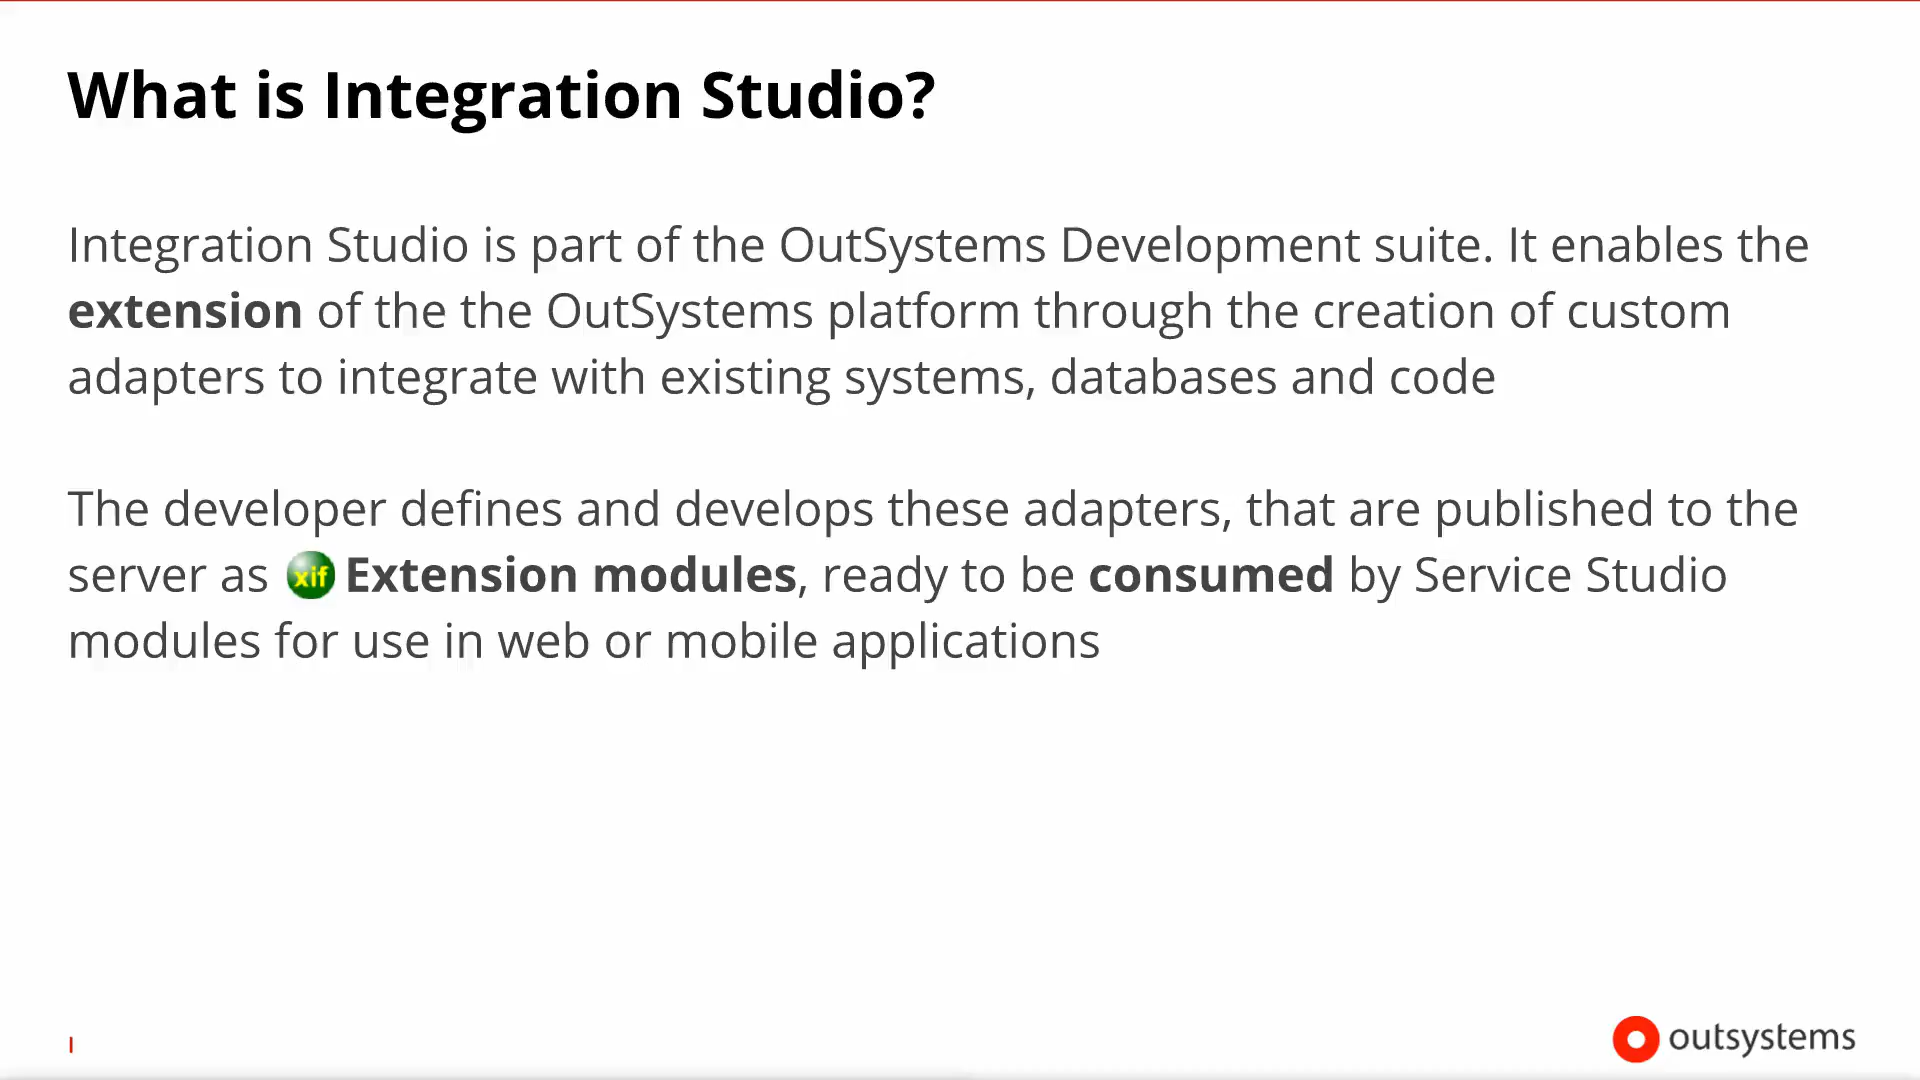 What is Integration Studio?
Integration Studio is part of the OutSystems Development suite. It enables the
extension of the the OutSystems platform through the creation of custom
adapters to integrate with existing systems, databases and code
The developer defines and develops these adapters, that are published to the
server as xif Extension modules, ready to be consumed by Service Studio
modules for use in web or mobile applications
I
outsystems